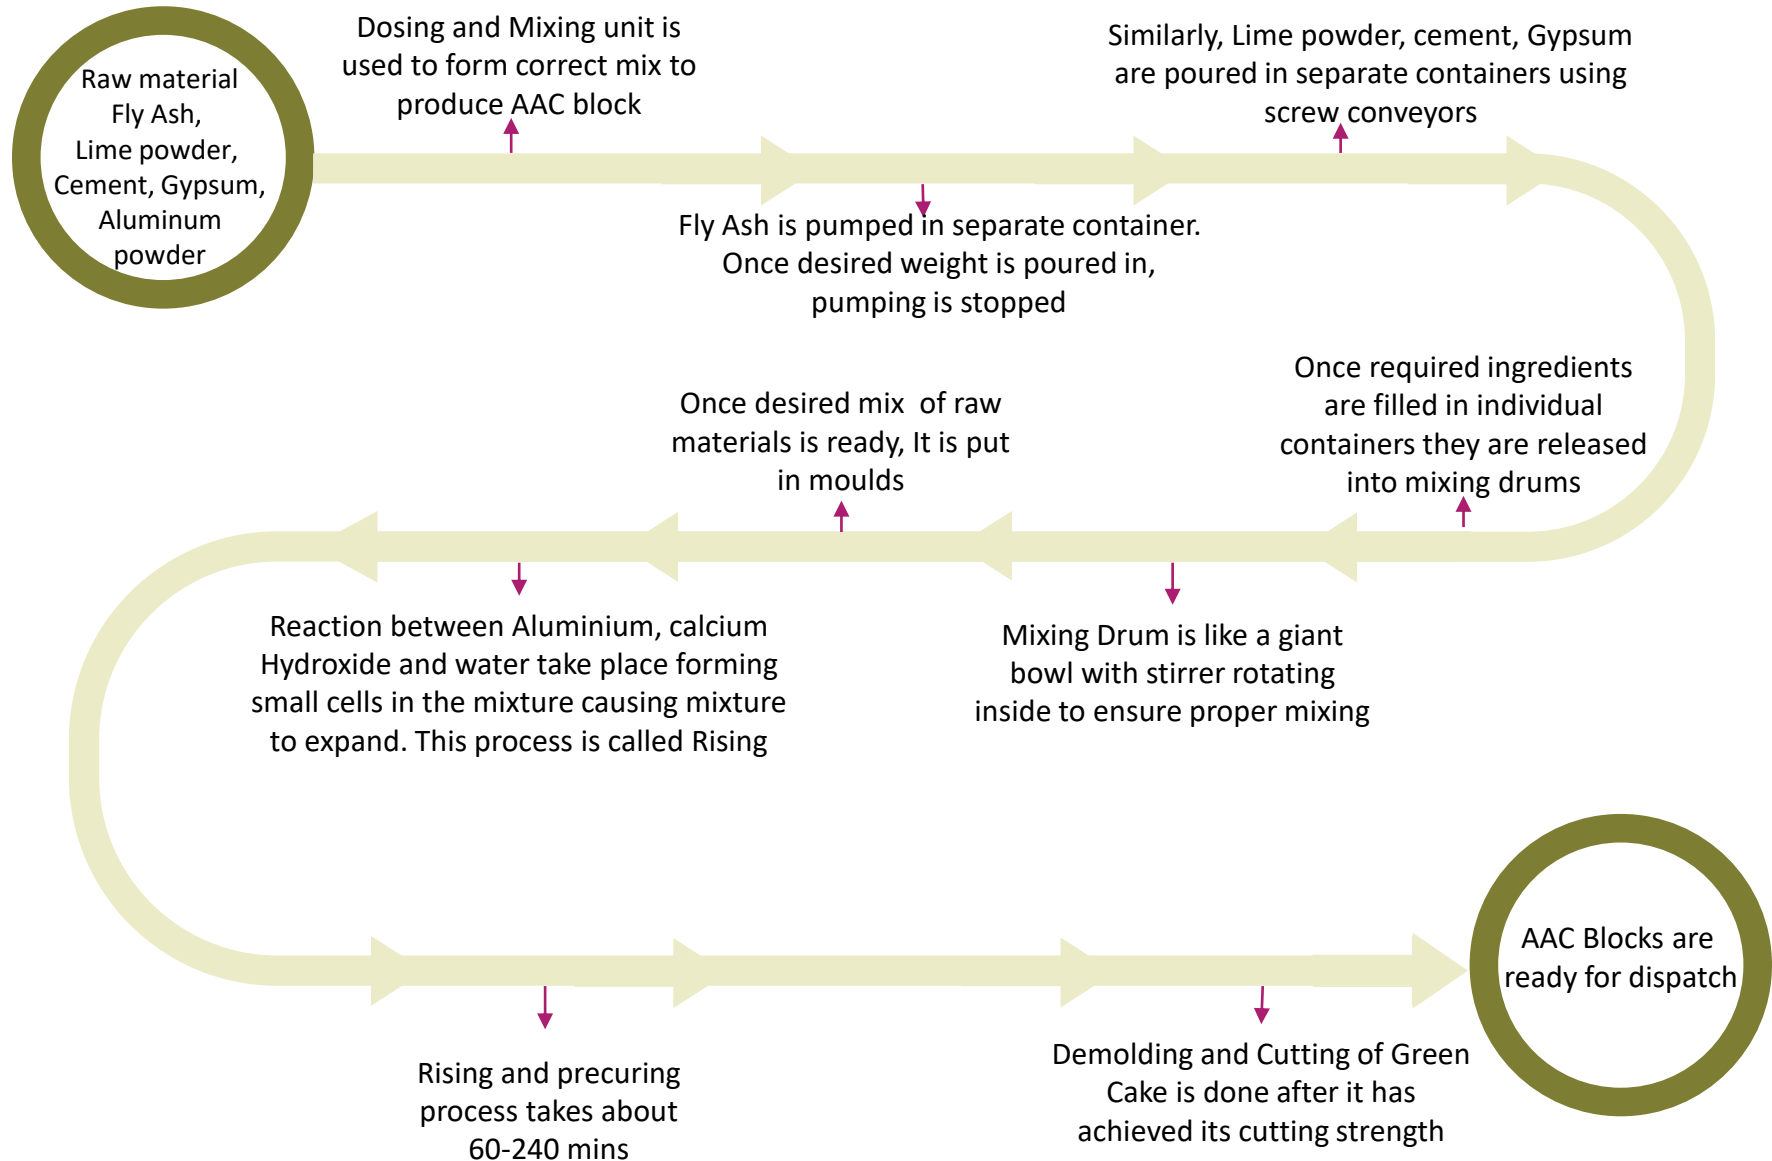 Raw material
Fly Ash,
Lime powder,
Cement, Gypsum,
Aluminum
powder
Dosing and Mixing unit is
used to form correct mix to
produce AAC block
Fly Ash is pumped in separate container.
Once desired weight is poured in,
pumping is stopped
Similarly, Lime powder, cement, Gypsum
are poured in separate containers using
screw conveyors
Once required ingredients
are filled in individual
containers they are released
into mixing drums
Mixing Drum is like a giant
bowl with stirrer rotating
inside to ensure proper mixing
Once desired mix  of raw
materials is ready, It is put
in moulds
Reaction between Aluminium, calcium
Hydroxide and water take place forming
small cells in the mixture causing mixture
to expand. This process is called Rising
Rising and precuring
process takes about
60-240 mins
Demolding and Cutting of Green
Cake is done after it has
achieved its cutting strength
AAC Blocks are
ready for dispatch